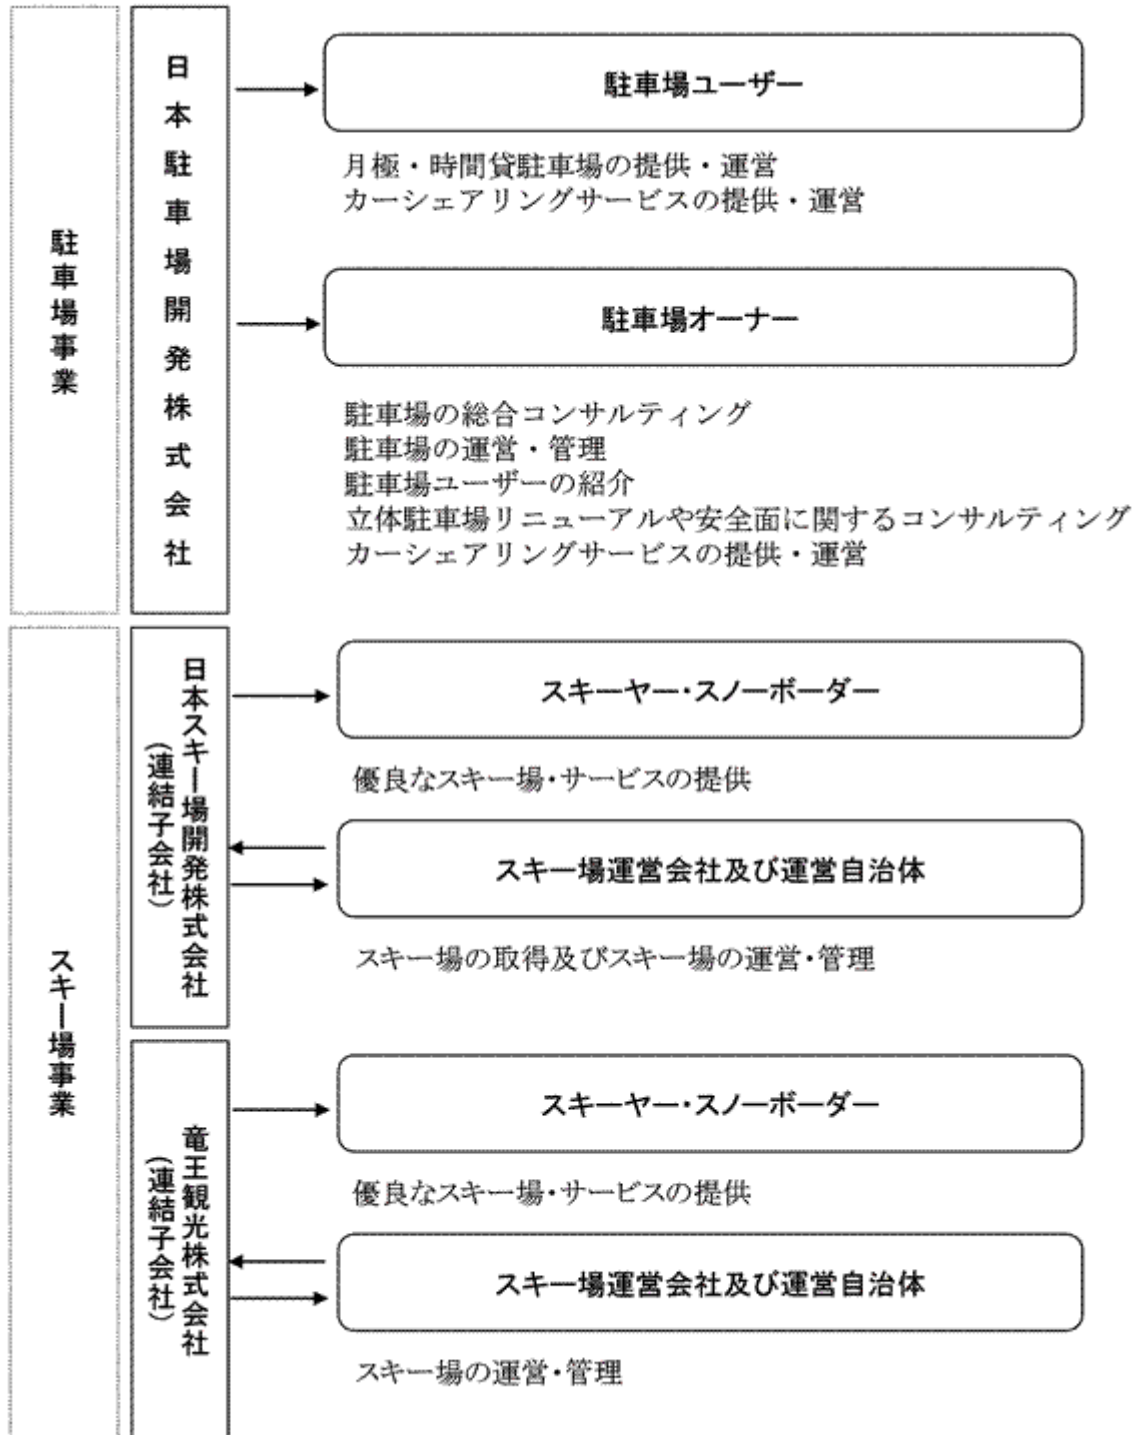 駐車場事業
日本駐車場開発株式会社
駐車場ユーザー
月極・時間貸駐車場の提供・運営
カーシェアリングサービスの提供・運営
駐車場オーナー
駐車場の総合コンサルティング
駐車場の運営・管理
駐車場ユーザーの紹介
立体駐車場リニューアルや安全面に関するコンサルティング
カーシェアリングサービスの提供・運営
スキー場事業
日本スキー場開発株式会社
(連結子会社)
スキーヤー・スノーボーダー
優良なスキー場・サービスの提供
スキー場運営会社及び運営自治体
スキー場の取得及びスキー場の運営・管理
竜王観光株式会社
(連結子会社)
スキーヤー・スノーボーダー
優良なスキー場・サービスの提供
スキー場運営会社及び運営自治体
スキー場の運営・管理